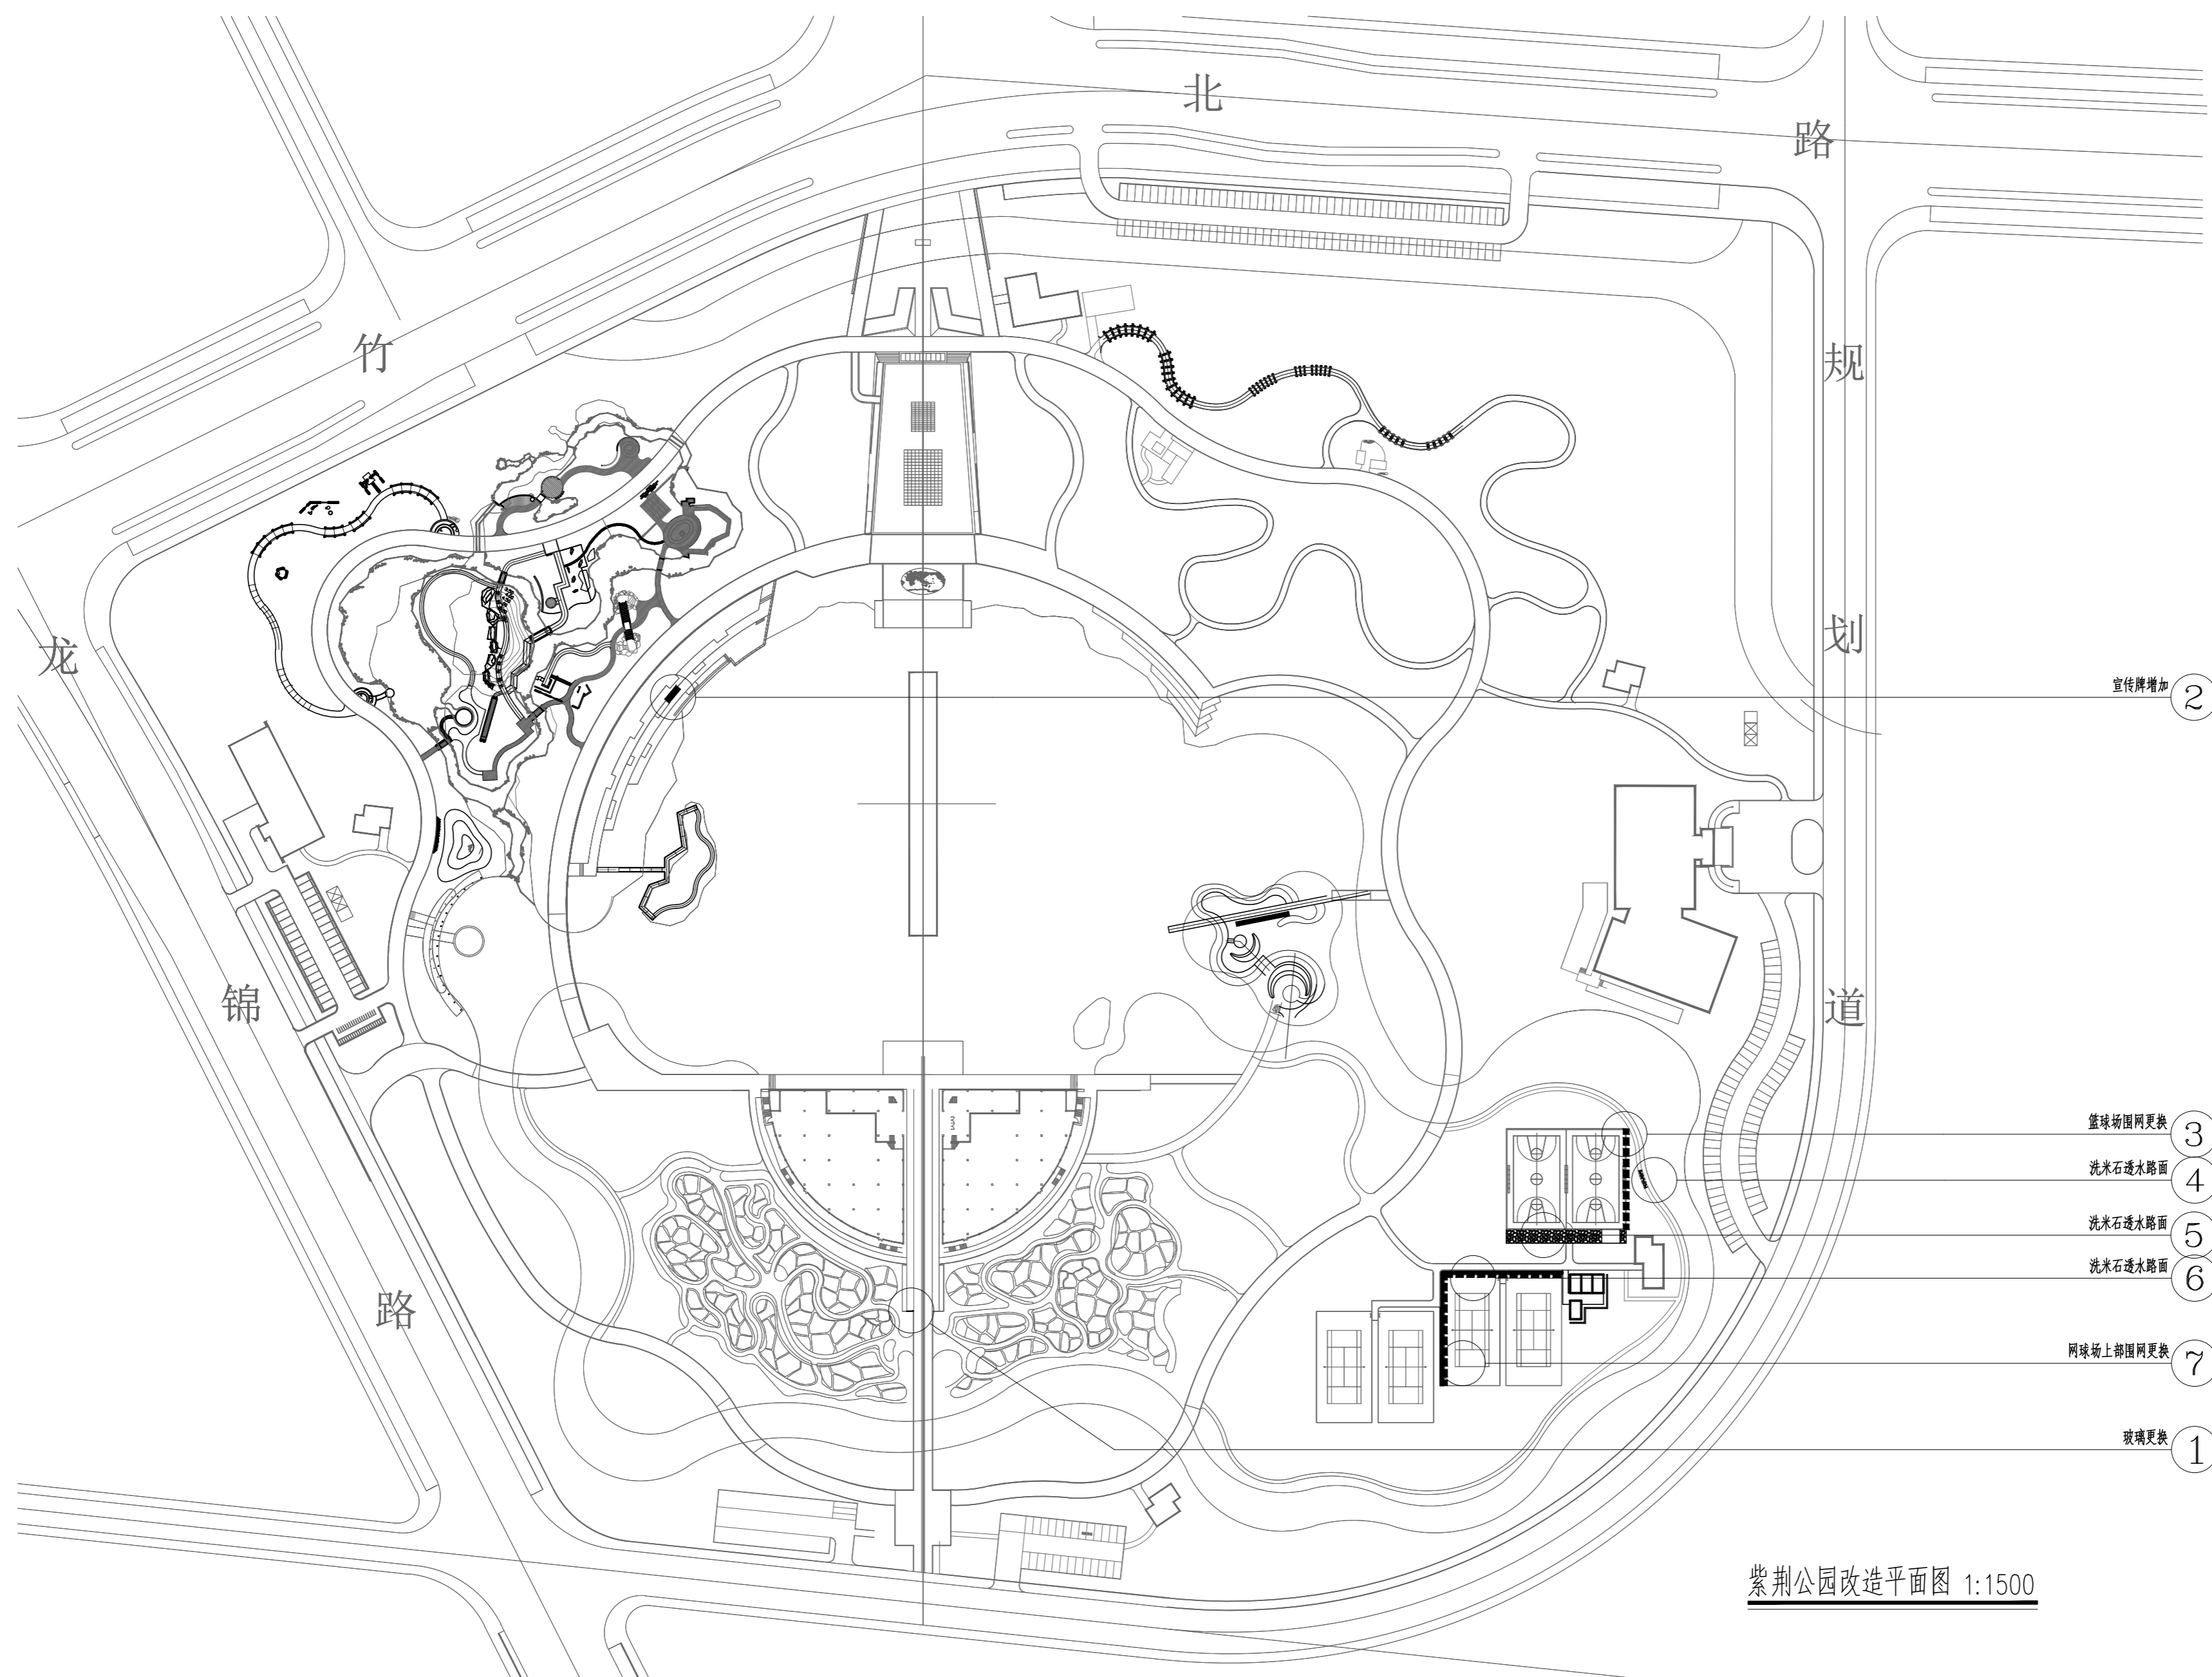 北
路
竹
规
龙
划
宣传牌增加 2
锦
道
篮球场围网更换 3
洗米石透水路面 4
洗米石透水路面 5
洗米石透水路面 6
路
网球场上部围网更换 7
玻璃更换 1
紫荆公园改造平面图 1:1500